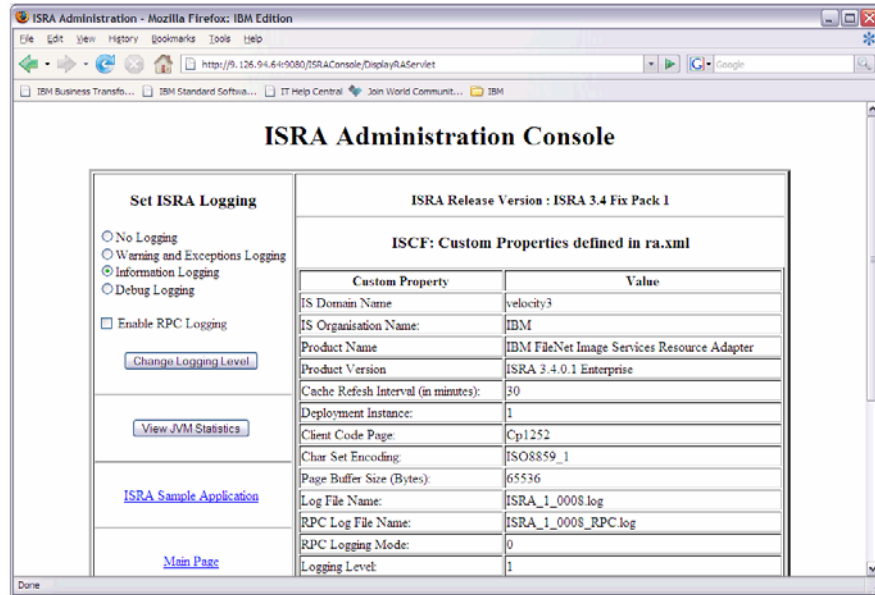 ISRA Administration - Mozilla Firefox: IBM Edition
File Edit View History Bookmarks Tools Help
http://9.126.94.64:9080/ISRAConsole/DisplayRAServlet
Google
IBM Business Transfo... IBM Standard Softwa... IT Help Central Join World Communit... IBM
ISRA Administration Console
Set ISRA Logging
No Logging
Warning and Exceptions Logging
Information Logging
Debug Logging
Enable RPC Logging
Change Logging Level
View JVM Statistics
ISRA Sample Application
Main Page
ISRA Release Version : ISRA 3.4 Fix Pack 1
ISCF: Custom Properties defined in ra.xml
Custom Property Value
IS Domain Name velocity3
IS Organisation Name: IBM
Product Name IBM FileNet Image Services Resource Adapter
Product Version ISRA 3.4.0.1 Enterprise
Cache Refesh Interval (in minutes): 30
Deployment Instance: 1
Client Code Page: Cp1252
Char Set Encoding: ISO8859_1
Page Buffer Size (Bytes): 65536
Log File Name: ISRA_1_0008.log
RPC Log File Name: ISRA_1_0008_RPC.log
RPC Logging Mode: 0
Logging Level: 1
Done